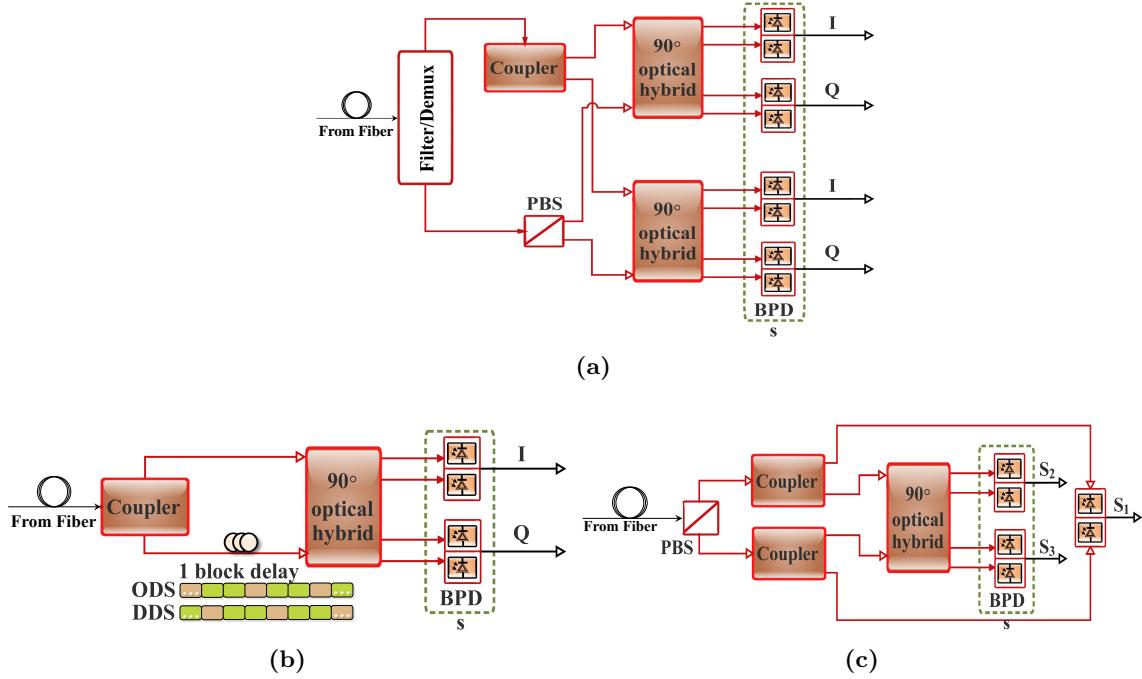 I
90°
optical
hybrid
Coupler
Q
Filter/Demux
From Fiber
I
PBS
90°
optical
hybrid
Q
BPD
s
(a)
I
90°
optical
hybrid
Coupler
From Fiber
Q
1 block delay
ODS
DDS
BPD
s
(b)
Coupler
S2
90°
optical
hybrid
From Fiber
PBS
S1
Coupler
S3
BPD
s
(c)